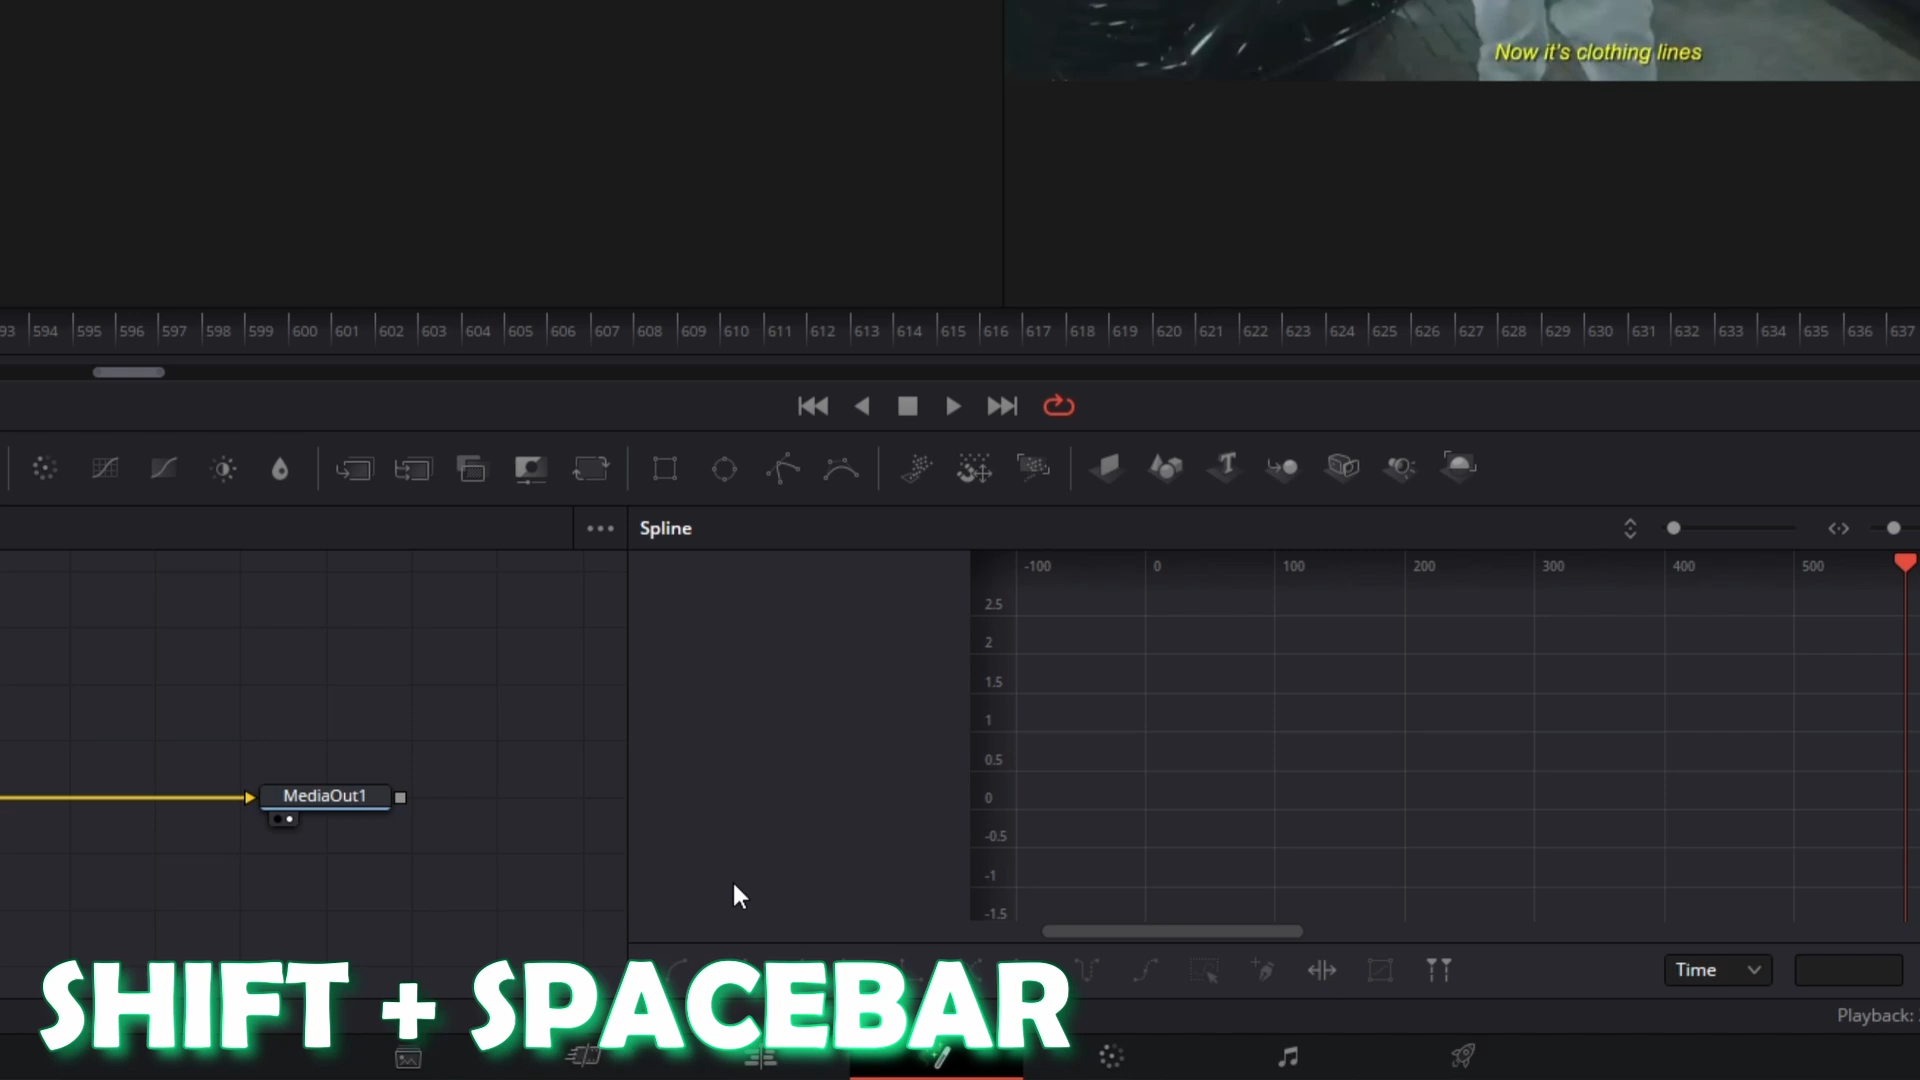 Now it's clothing lines
93 594 595 596 597 598 599 600 601 602 603 604 605 606 607 608 609 610 611 612 613 614 615 616 617 618 619 620 621 622 623 624 625 626 627 628 629 630 631 632 633 634 635 636 637
Spline
-100 0 100 200 300 400 500
2.5
2
1.5
1
0.5
0
-0.5
-1
-1.5
MediaOut1
Time
SHIFT + SPACEBAR
Playback: